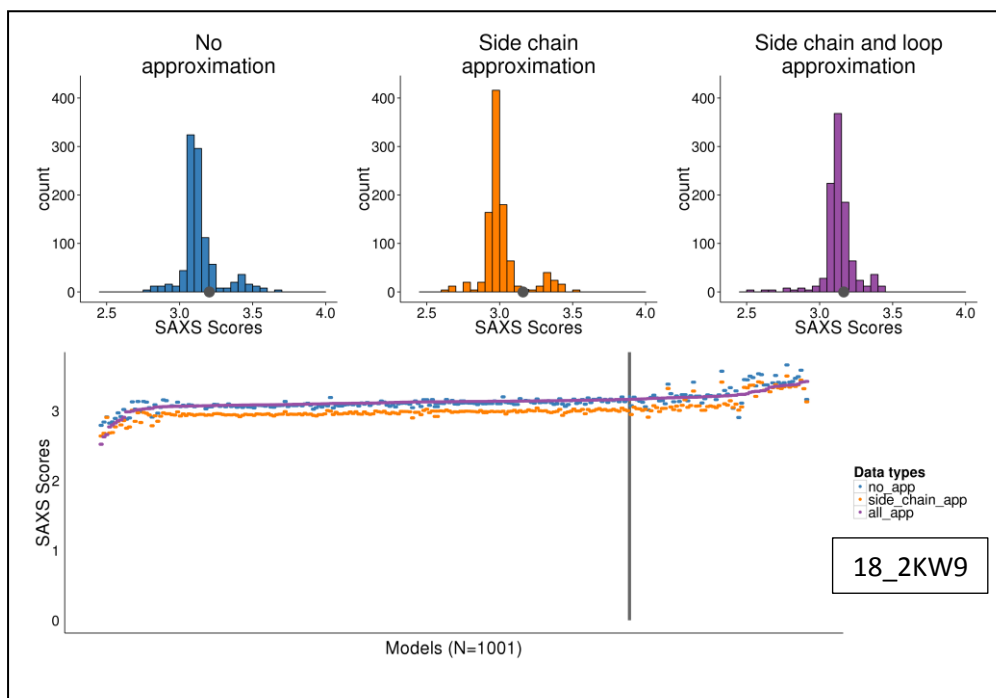 No
approximation
Side chain
approximation
Side chain and loop
approximation
count
400
300
200
100
0
2.5 3.0 3.5 4.0
SAXS Scores
count
400
300
200
100
0
2.5 3.0 3.5 4.0
SAXS Scores
count
400
300
200
100
0
2.5 3.0 3.5 4.0
SAXS Scores
SAXS Scores
3
2
1
0
Models (N=1001)
Data types
no_app
side_chain_app
all_app
18_2KW9